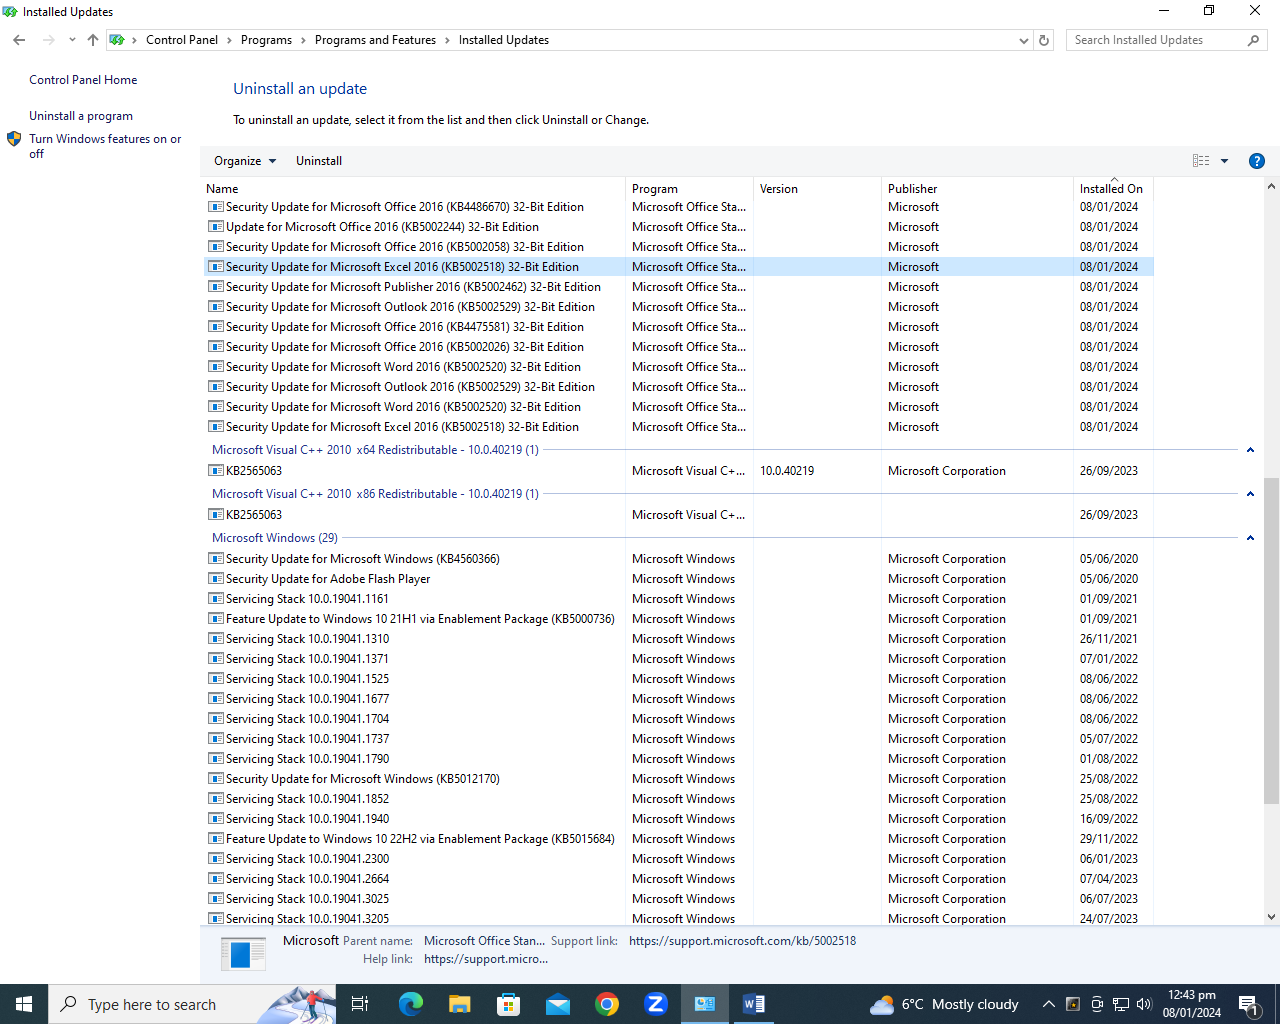 Installed Updates
Control Panel > Programs > Programs and Features > Installed Updates
Search Installed Updates
Control Panel Home
Uninstall a program
Turn Windows features on or
off
Uninstall an update
To uninstall an update, select it from the list and then click Uninstall or Change.
Organize Uninstall
Name Program Version Publisher Installed On
Security Update for Microsoft Office 2016 (KB4486670) 32-Bit Edition Microsoft Office Sta... Microsoft 08/01/2024
Update for Microsoft Office 2016 (KB5002244) 32-Bit Edition Microsoft Office Sta... Microsoft 08/01/2024
Security Update for Microsoft Office 2016 (KB5002058) 32-Bit Edition Microsoft Office Sta... Microsoft 08/01/2024
Security Update for Microsoft Excel 2016 (KB5002518) 32-Bit Edition Microsoft Office Sta... Microsoft 08/01/2024
Security Update for Microsoft Publisher 2016 (KB5002462) 32-Bit Edition Microsoft Office Sta... Microsoft 08/01/2024
Security Update for Microsoft Outlook 2016 (KB5002529) 32-Bit Edition Microsoft Office Sta... Microsoft 08/01/2024
Security Update for Microsoft Office 2016 (KB4475581) 32-Bit Edition Microsoft Office Sta... Microsoft 08/01/2024
Security Update for Microsoft Office 2016 (KB5002026) 32-Bit Edition Microsoft Office Sta... Microsoft 08/01/2024
Security Update for Microsoft Word 2016 (KB5002520) 32-Bit Edition Microsoft Office Sta... Microsoft 08/01/2024
Security Update for Microsoft Outlook 2016 (KB5002529) 32-Bit Edition Microsoft Office Sta... Microsoft 08/01/2024
Security Update for Microsoft Word 2016 (KB5002520) 32-Bit Edition Microsoft Office Sta... Microsoft 08/01/2024
Security Update for Microsoft Excel 2016 (KB5002518) 32-Bit Edition Microsoft Office Sta... Microsoft 08/01/2024
Microsoft Visual C++ 2010 x64 Redistributable - 10.0.40219 (1)
KB2565063 Microsoft Visual C+... 10.0.40219 Microsoft Corporation 26/09/2023
Microsoft Visual C++ 2010 x86 Redistributable - 10.0.40219 (1)
KB2565063 Microsoft Visual C+... 26/09/2023
Microsoft Windows (29)
Security Update for Microsoft Windows (KB4560366) Microsoft Windows Microsoft Corporation 05/06/2020
Security Update for Adobe Flash Player Microsoft Windows Microsoft Corporation 05/06/2020
Servicing Stack 10.0.19041.1161 Microsoft Windows Microsoft Corporation 01/09/2021
Feature Update to Windows 10 21H1 via Enablement Package (KB5000736) Microsoft Windows Microsoft Corporation 01/09/2021
Servicing Stack 10.0.19041.1310 Microsoft Windows Microsoft Corporation 26/11/2021
Servicing Stack 10.0.19041.1371 Microsoft Windows Microsoft Corporation 07/01/2022
Servicing Stack 10.0.19041.1525 Microsoft Windows Microsoft Corporation 08/06/2022
Servicing Stack 10.0.19041.1677 Microsoft Windows Microsoft Corporation 08/06/2022
Servicing Stack 10.0.19041.1704 Microsoft Windows Microsoft Corporation 08/06/2022
Servicing Stack 10.0.19041.1737 Microsoft Windows Microsoft Corporation 05/07/2022
Servicing Stack 10.0.19041.1790 Microsoft Windows Microsoft Corporation 01/08/2022
Security Update for Microsoft Windows (KB5012170) Microsoft Windows Microsoft Corporation 25/08/2022
Servicing Stack 10.0.19041.1852 Microsoft Windows Microsoft Corporation 25/08/2022
Servicing Stack 10.0.19041.1940 Microsoft Windows Microsoft Corporation 16/09/2022
Feature Update to Windows 10 22H2 via Enablement Package (KB5015684) Microsoft Windows Microsoft Corporation 29/11/2022
Servicing Stack 10.0.19041.2300 Microsoft Windows Microsoft Corporation 06/01/2023
Servicing Stack 10.0.19041.2664 Microsoft Windows Microsoft Corporation 07/04/2023
Servicing Stack 10.0.19041.3025 Microsoft Windows Microsoft Corporation 06/07/2023
Servicing Stack 10.0.19041.3205 Microsoft Windows Microsoft Corporation 24/07/2023
Microsoft Parent name: Microsoft Office Stan... Support link: https://support.microsoft.com/kb/5002518
Help link: https://support.micro...
Type here to search
6°C Mostly cloudy
12:43 pm
08/01/2024
1